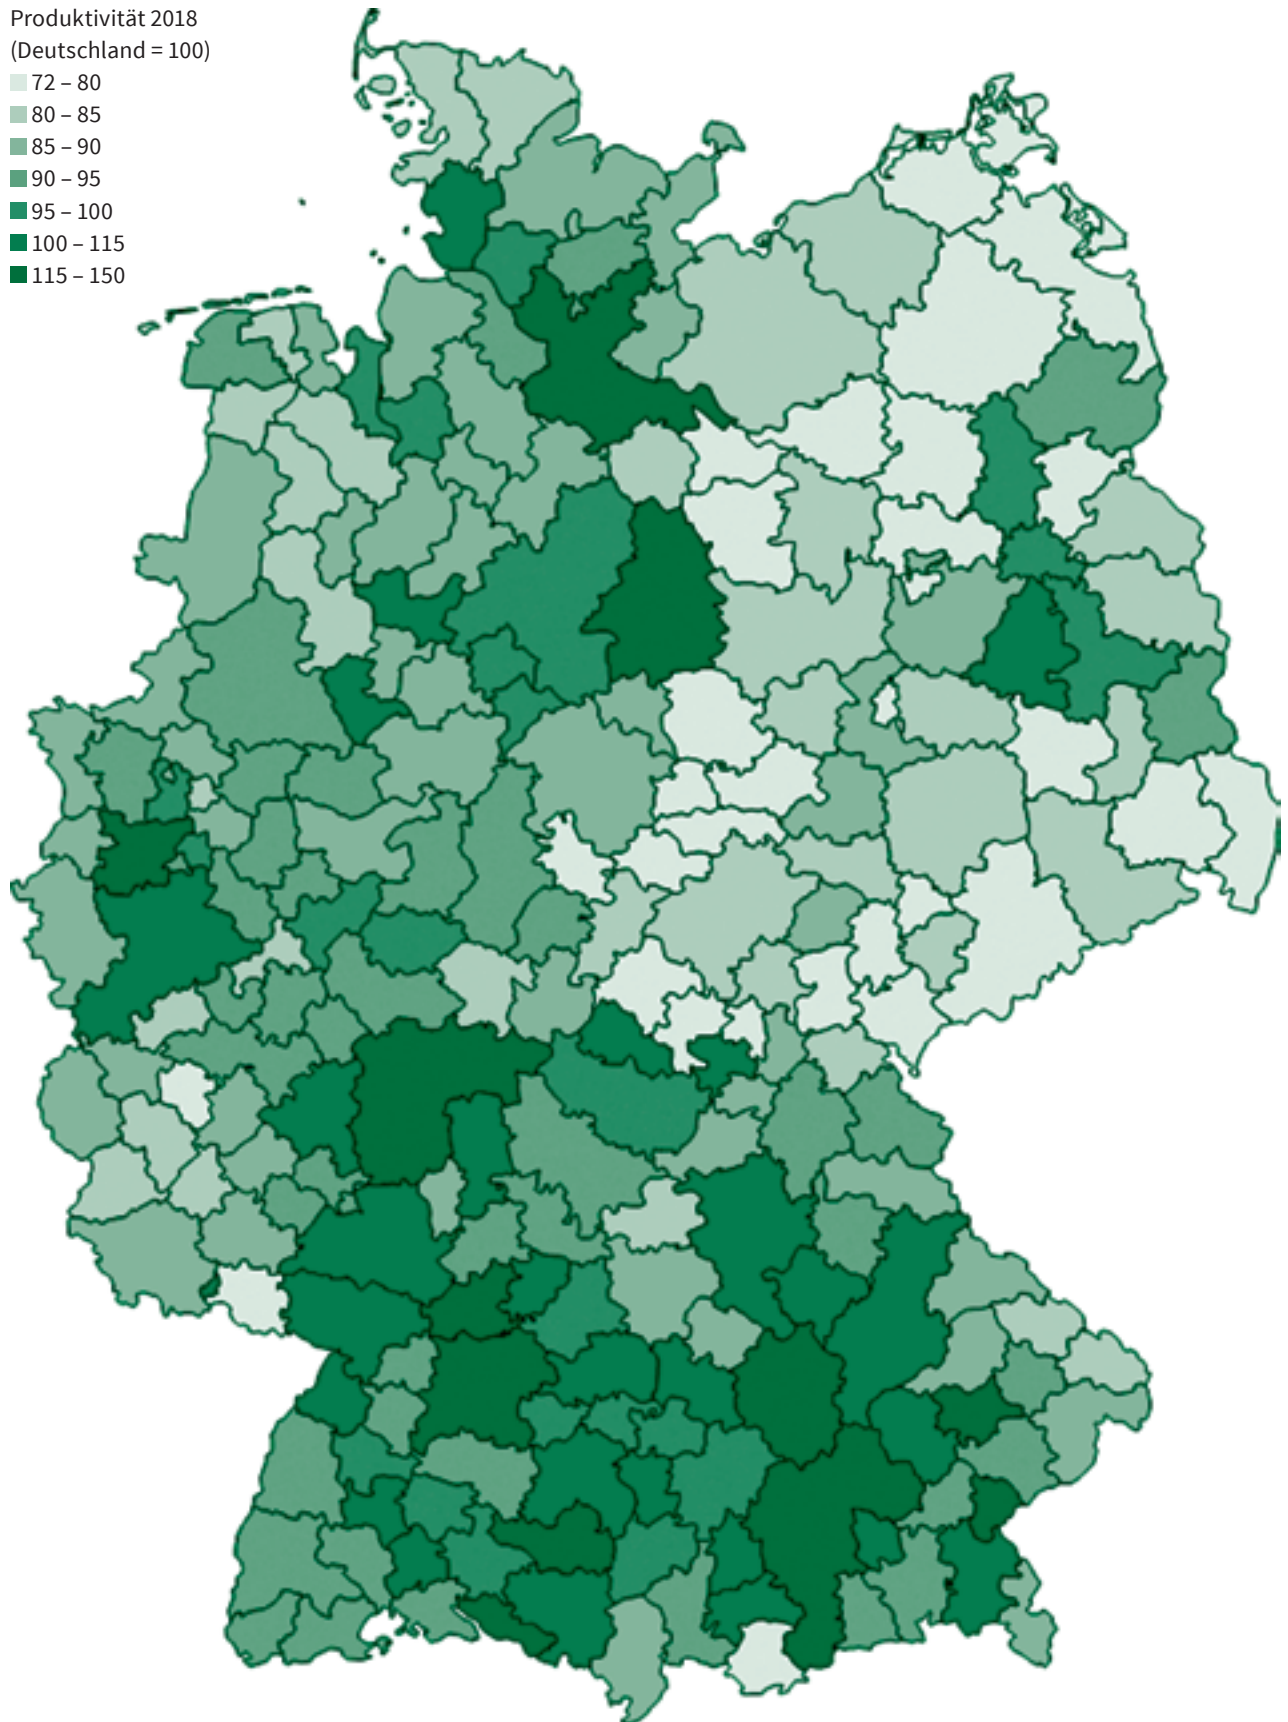 Produktivität 2018
(Deutschland = 100)
72 – 80
80 – 85
85 – 90
90 – 95
95 – 100
100 – 115
115 – 150